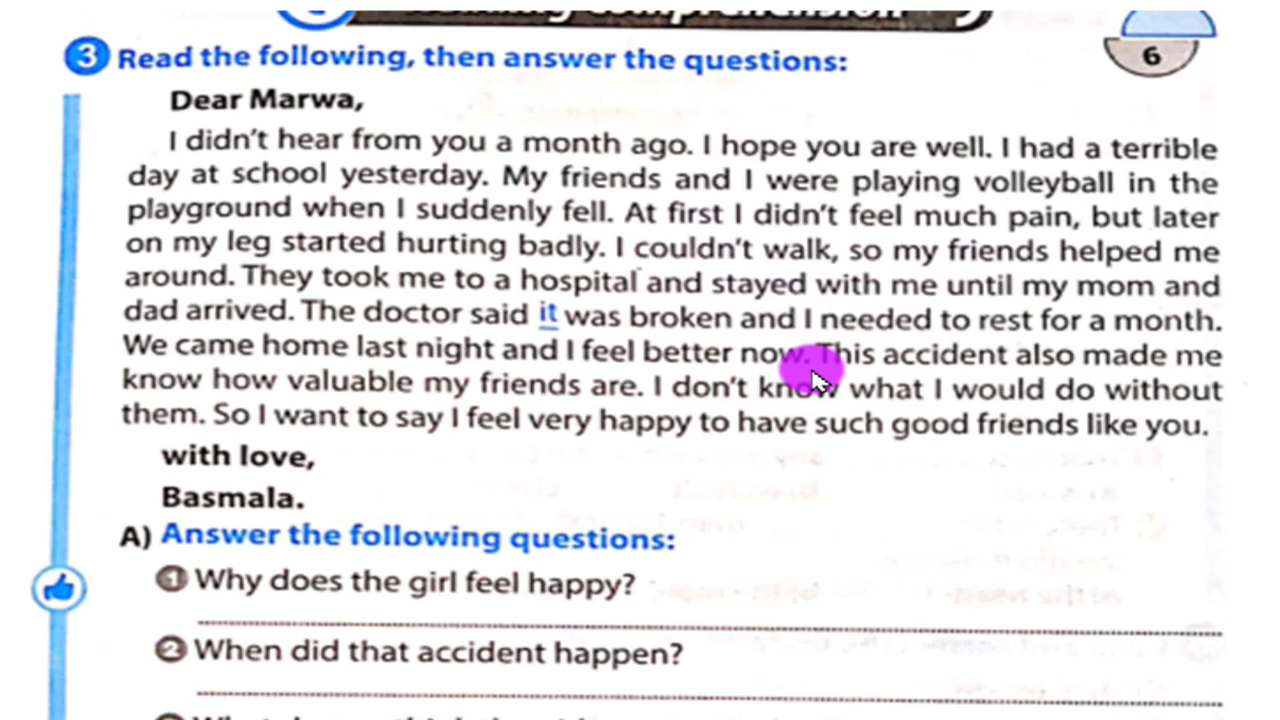 6
3 Read the following, then answer the questions:
Dear Marwa,
I didn't hear from you a month ago. I hope you are well. I had a terrible
day at school yesterday. My friends and I were playing volleyball in the
playground when I suddenly fell. At first I didn't feel much pain, but later
on my leg started hurting badly. I couldn't walk, so my friends helped me
around. They took me to a hospital and stayed with me until my mom and
dad arrived. The doctor said it was broken and I needed to rest for a month.
We came home last night and I feel better now. This accident also made me
know how valuable my friends are. I don't know what I would do without
them. So I want to say I feel very happy to have such good friends like you.
with love,
Basmala.
A) Answer the following questions:
1 Why does the girl feel happy?
2 When did that accident happen?